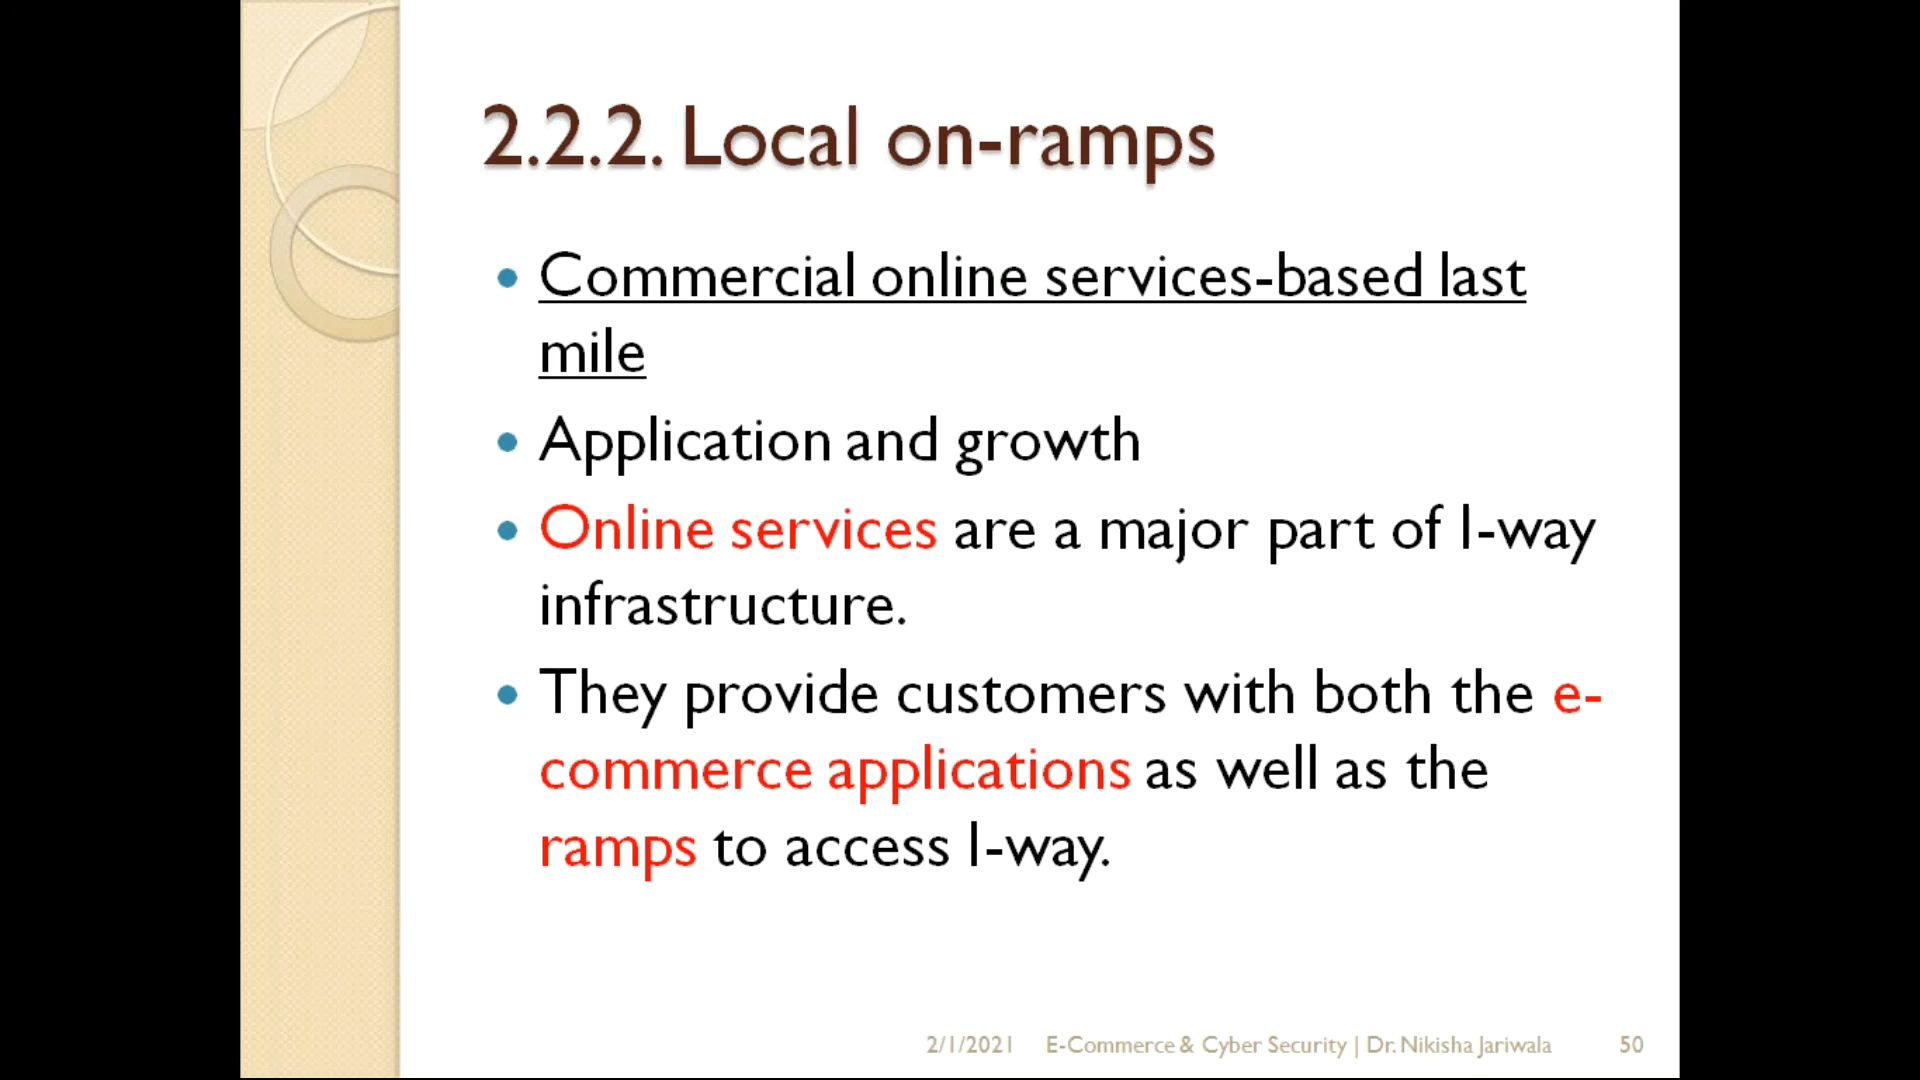 2.2.2. Local on-ramps
• Commercial online services-based last
mile
• Application and growth
• Online services are a major part of I-way
infrastructure.
• They provide customers with both the e-
commerce applications as well as the
ramps to access I-way.
2/1/2021 E-Commerce & Cyber Security | Dr. Nikisha Jariwala 50